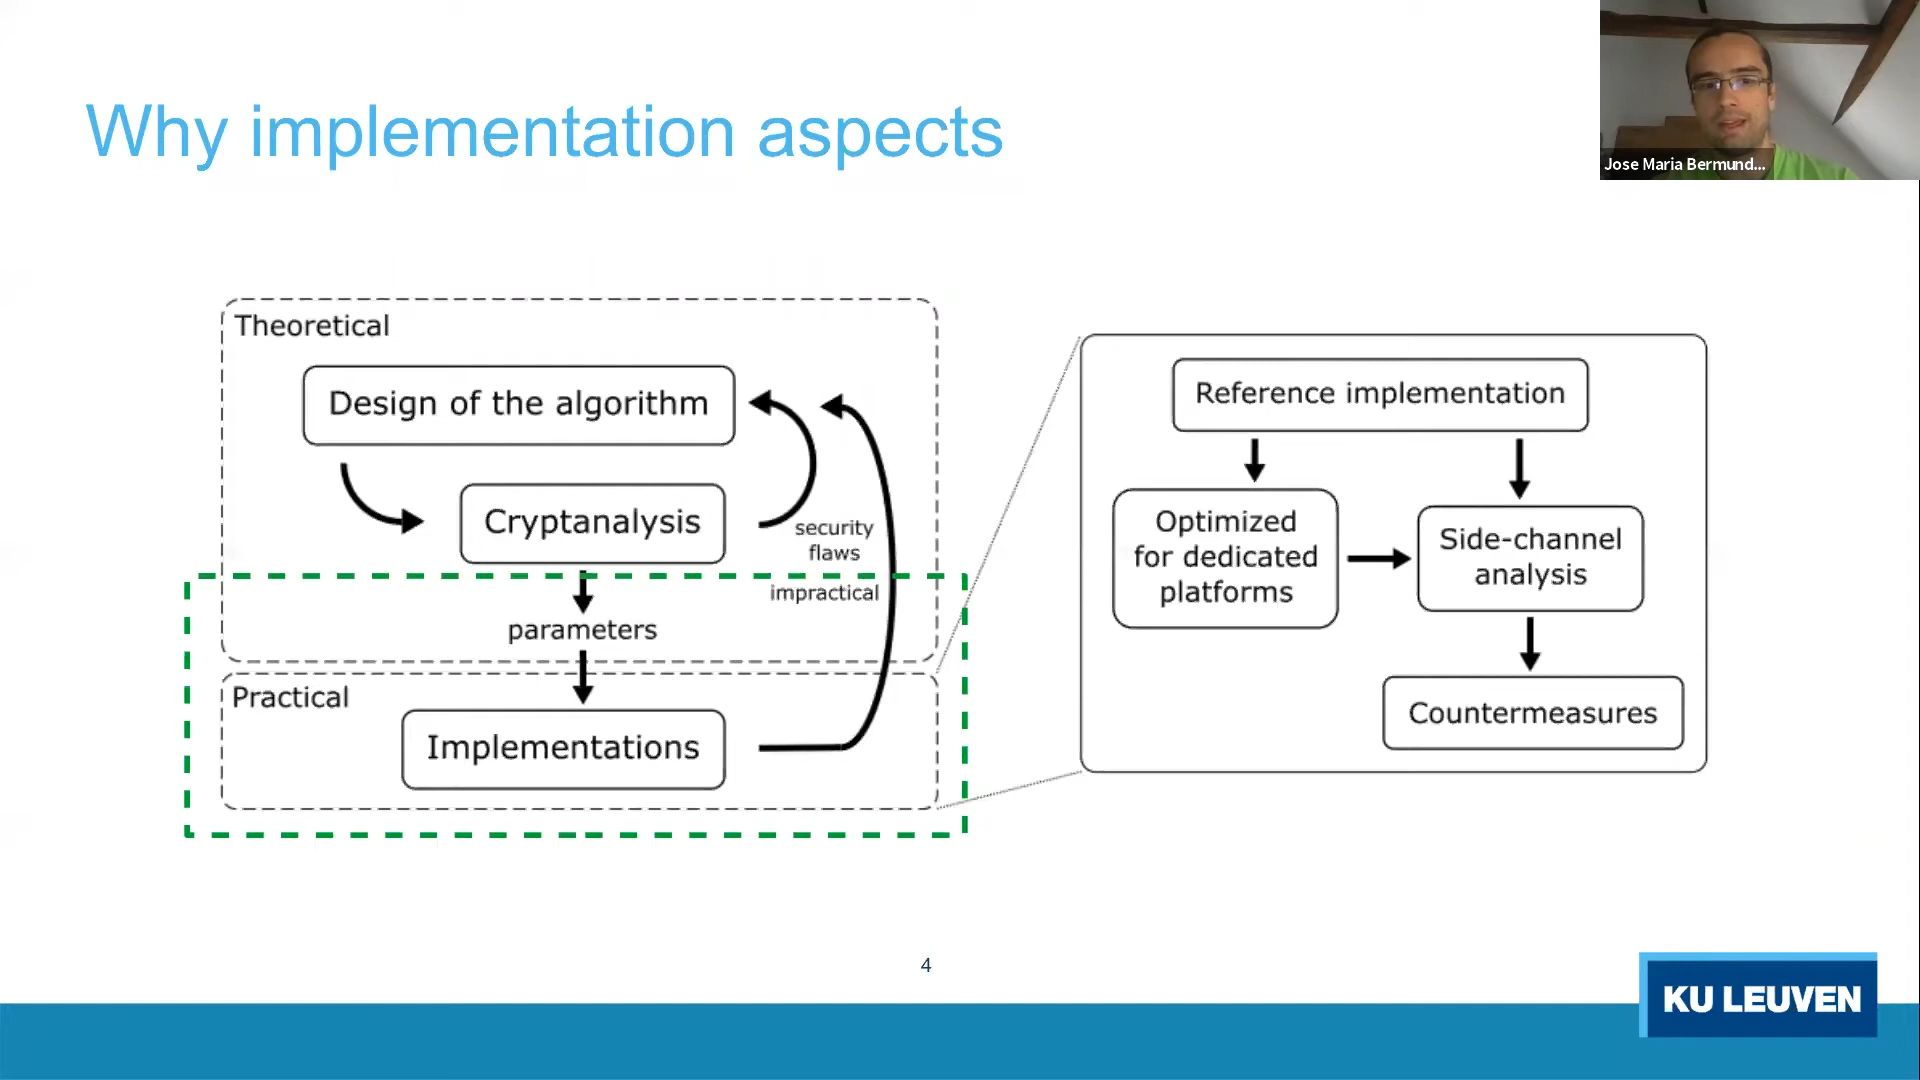 Why implementation aspects
Jose Maria Bermund...
Theoretical
Design of the algorithm
Cryptanalysis
security
flaws
impractical
parameters
Practical
Implementations
Reference implementation
Optimized
for dedicated
platforms
Side-channel
analysis
Countermeasures
4
KU LEUVEN